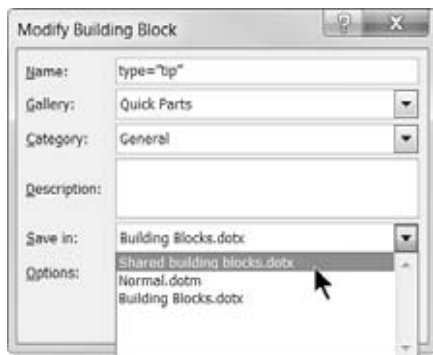 Modify Building Block
Name: type="tip"
Gallery: Quick Parts
Category: General
Description:
Save in: Building Blocks.dotx
Shared building blocks.dotx
Options:
Normal.dotm
Building Blocks.dotx